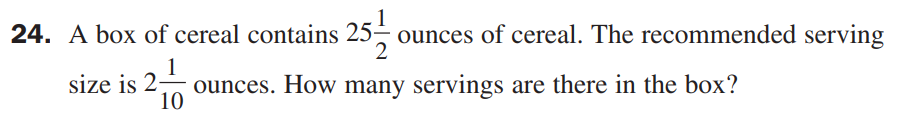 24. A box of cereal contains 25 1/2 ounces of cereal. The recommended serving
size is 2 1/10 ounces. How many servings are there in the box?